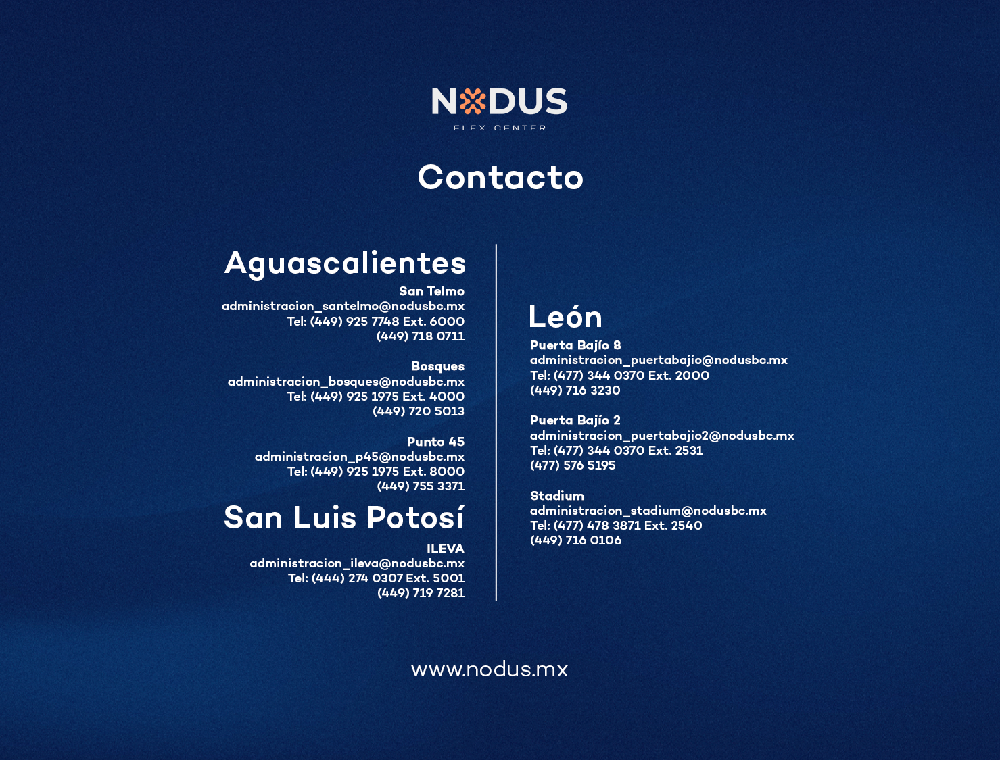 NODUS
FLEX CENTER
Contacto
Aguascalientes
San Telmo
administracion_santelmo@nodusbc.mx
Tel: (449) 925 7748 Ext. 6000
(449) 718 0711
Bosques
administracion_bosques@nodusbc.mx
Tel: (449) 925 1975 Ext. 4000
(449) 720 5013
Punto 45
administracion_p45@nodusbc.mx
Tel: (449) 925 1975 Ext. 8000
(449) 755 3371
San Luis Potosí
ILEVA
administracion_ileva@nodusbc.mx
Tel: (444) 274 0307 Ext. 5001
(449) 719 7281
León
Puerta Bajío 8
administracion_puertabajio@nodusbc.mx
Tel: (477) 344 0370 Ext. 2000
(449) 716 3230
Puerta Bajío 2
administracion_puertabajio2@nodusbc.mx
Tel: (477) 344 0370 Ext. 2531
(477) 576 5195
Stadium
administracion_stadium@nodusbc.mx
Tel: (477) 478 3871 Ext. 2540
(449) 716 0106
www.nodus.mx